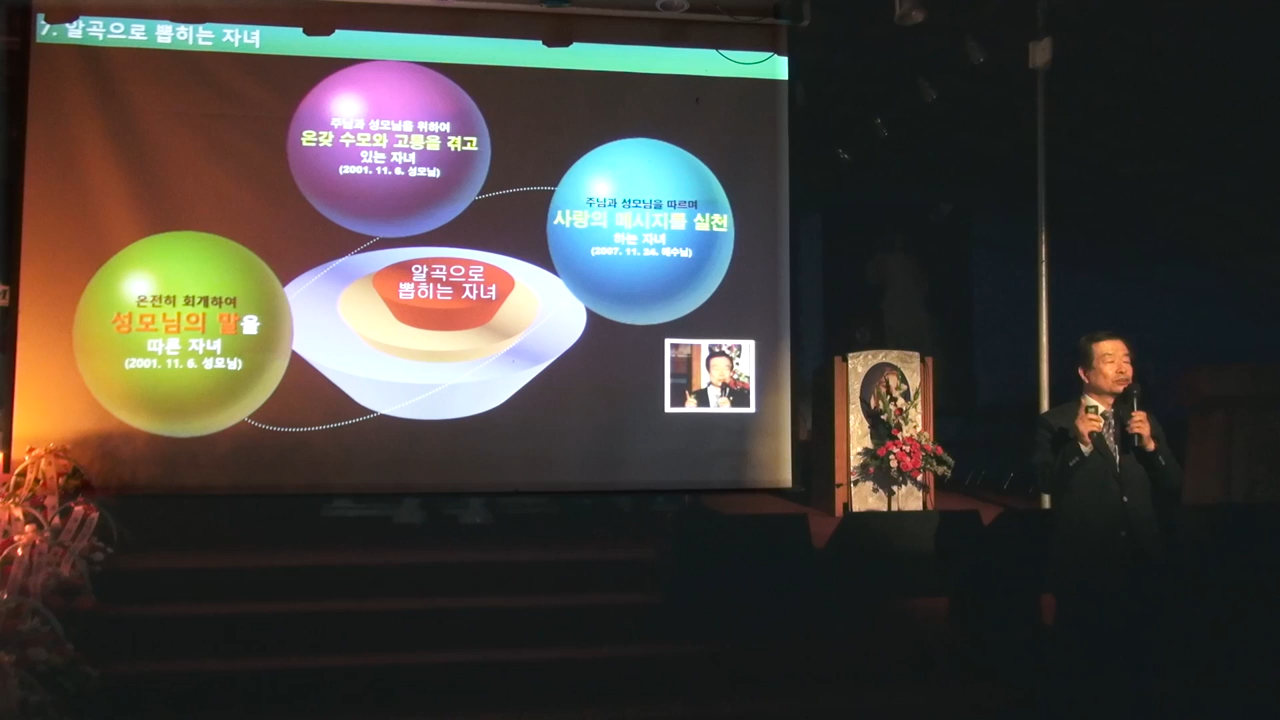 7. 알곡으로 뽑히는 자녀
주님과 성모님을 위하여
온갖 수모와 고통을 겪고
있는 자녀
(2001. 11. 6. 성모님)
주님과 성모님을 따르며
사랑의 메시지를 실천
하는 자녀
(2007. 11. 24. 예수님)
알곡으로
뽑히는 자녀
온전히 회개하여
성모님의 말을
따른 자녀
(2001. 11. 6. 성모님)